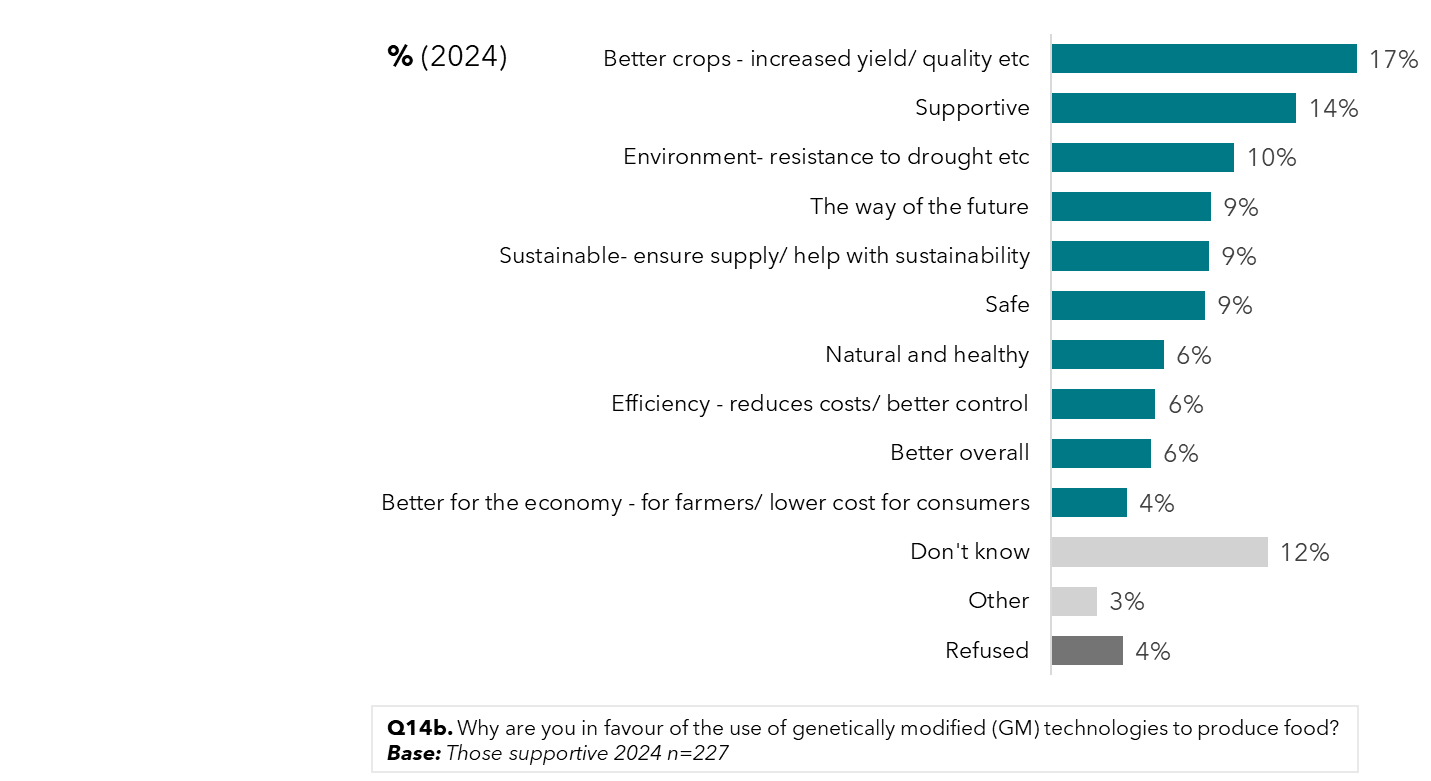 % (2024)
Better crops - increased yield/ quality etc 17%
Supportive 14%
Environment- resistance to drought etc 10%
The way of the future 9%
Sustainable- ensure supply/ help with sustainability 9%
Safe 9%
Natural and healthy 6%
Efficiency - reduces costs/ better control 6%
Better overall 6%
Better for the economy - for farmers/ lower cost for consumers 4%
Don't know 12%
Other 3%
Refused 4%
Q14b. Why are you in favour of the use of genetically modified (GM) technologies to produce food?
Base: Those supportive 2024 n=227